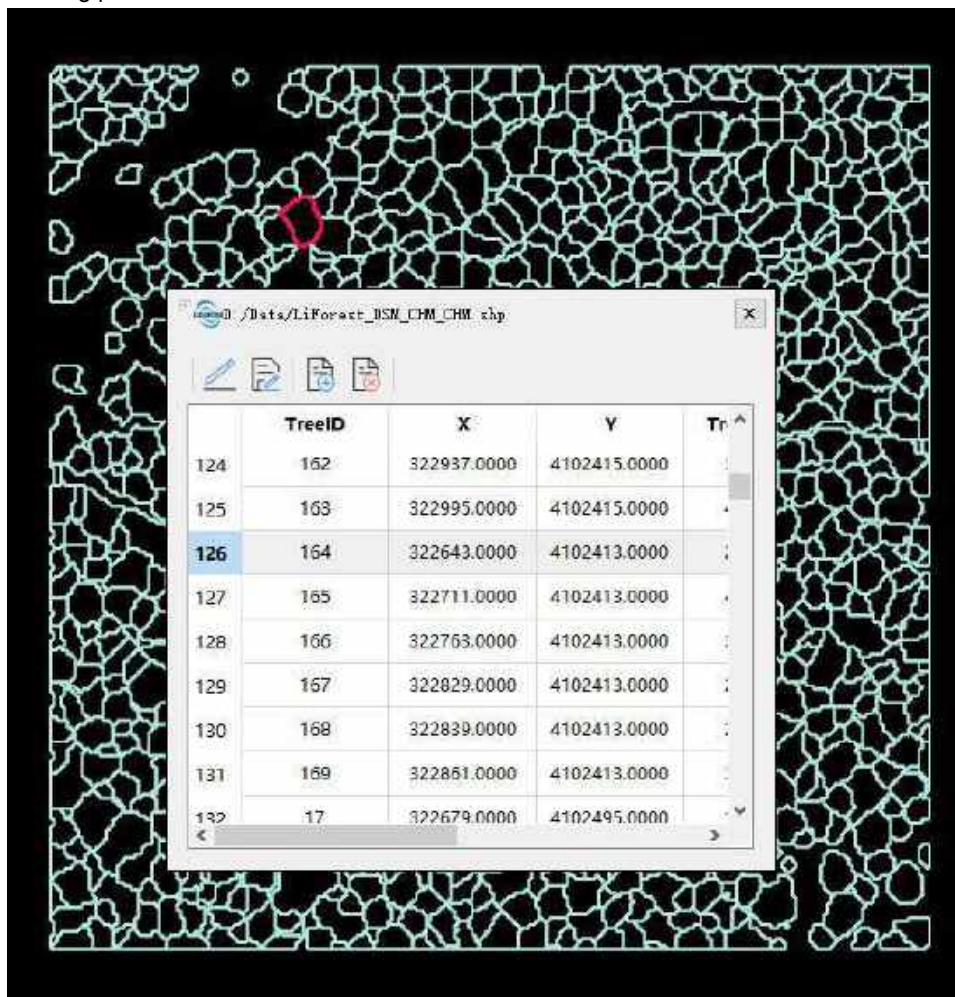 D:/Data/LiForest_DSM_CHM_CHM.shp
TreeID X Y Tr
124 162 322937.0000 4102415.0000
125 163 322995.0000 4102415.0000
126 164 322643.0000 4102413.0000
127 165 322711.0000 4102413.0000
128 166 322763.0000 4102413.0000
129 167 322829.0000 4102413.0000
130 168 322839.0000 4102413.0000
131 169 322861.0000 4102413.0000
132 17 322679.0000 4102495.0000